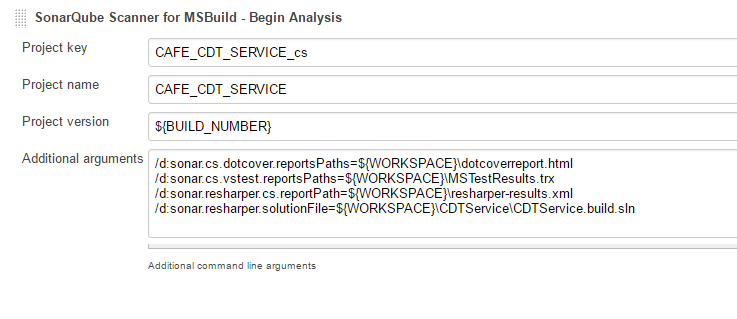 SonarQube Scanner for MSBuild - Begin Analysis
Project key
CAFE_CDT_SERVICE_cs
Project name
CAFE_CDT_SERVICE
Project version
${BUILD_NUMBER}
Additional arguments
/d:sonar.cs.dotcover.reportsPaths=${WORKSPACE}\dotcoverreport.html
/d:sonar.cs.vstest.reportsPaths=${WORKSPACE}\MSTestResults.trx
/d:sonar.resharper.cs.reportPath=${WORKSPACE}\resharper-results.xml
/d:sonar.resharper.solutionFile=${WORKSPACE}\CDTService\CDTService.build.sln
Additional command line arguments